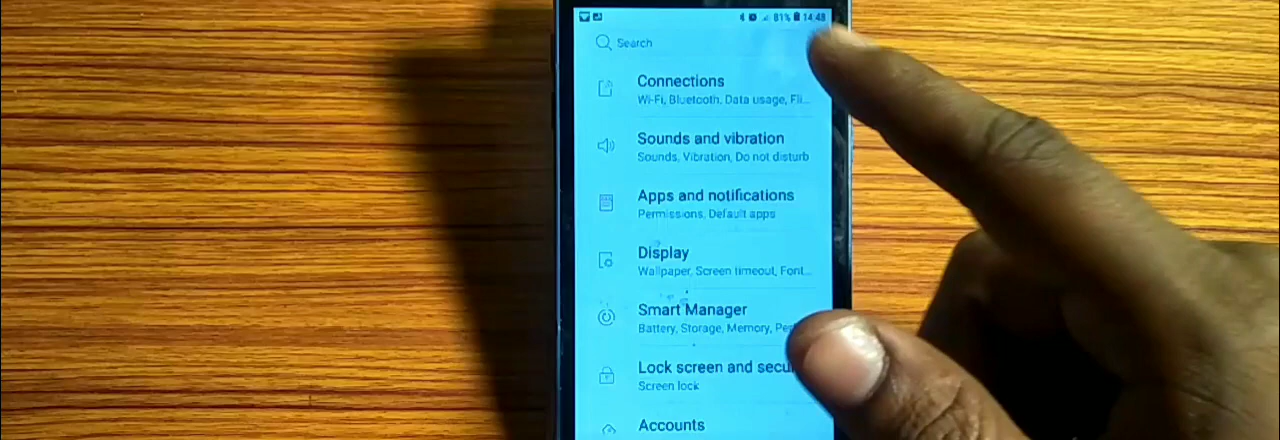 81% 14:48
Search
Connections
Wi-Fi, Bluetooth, Data usage, Fli...
Sounds and vibration
Sounds, Vibration, Do not disturb
Apps and notifications
Permissions, Default apps
Display
Wallpaper, Screen timeout, Font...
Smart Manager
Battery, Storage, Memory, Per
Lock screen and secu
Screen lock
Accounts